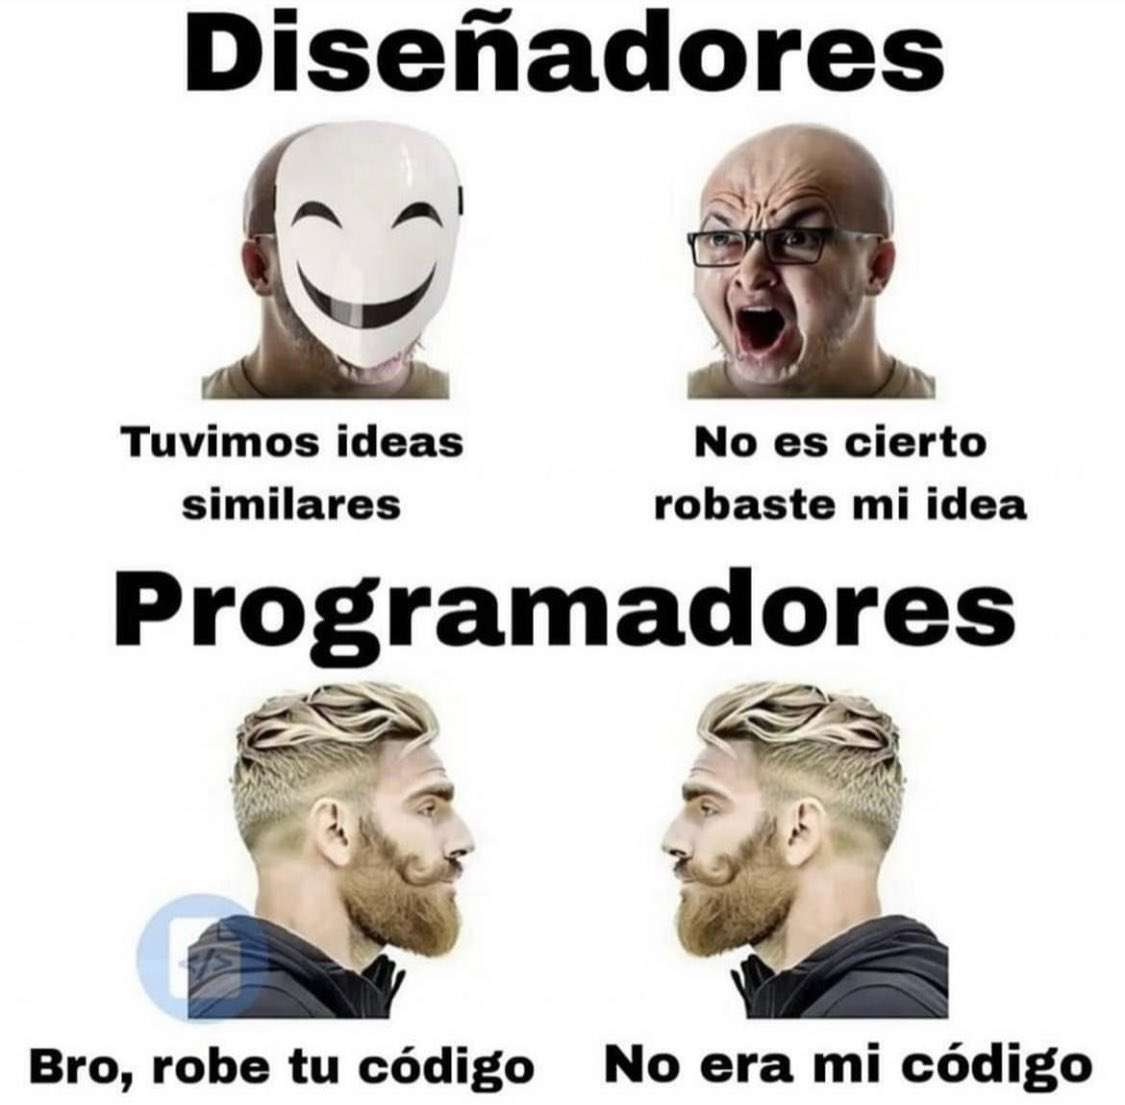 Diseñadores
Tuvimos ideas
similares
No es cierto
robaste mi idea
Programadores
</>
Bro, robe tu código
No era mi código